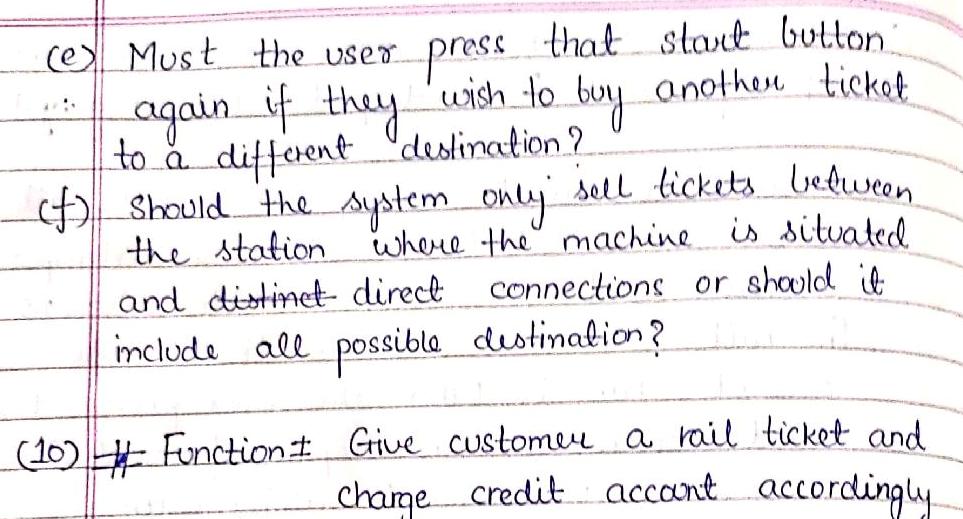 (e) Must the user press that start button
again if they wish to buy another ticket
to a different destination?
(f) Should the system only sell tickets between
the station where the machine is situated
and distinct direct connections or should it
include all possible destination?
(10) # Function: Give customer a rail ticket and
charge credit accont accordingly